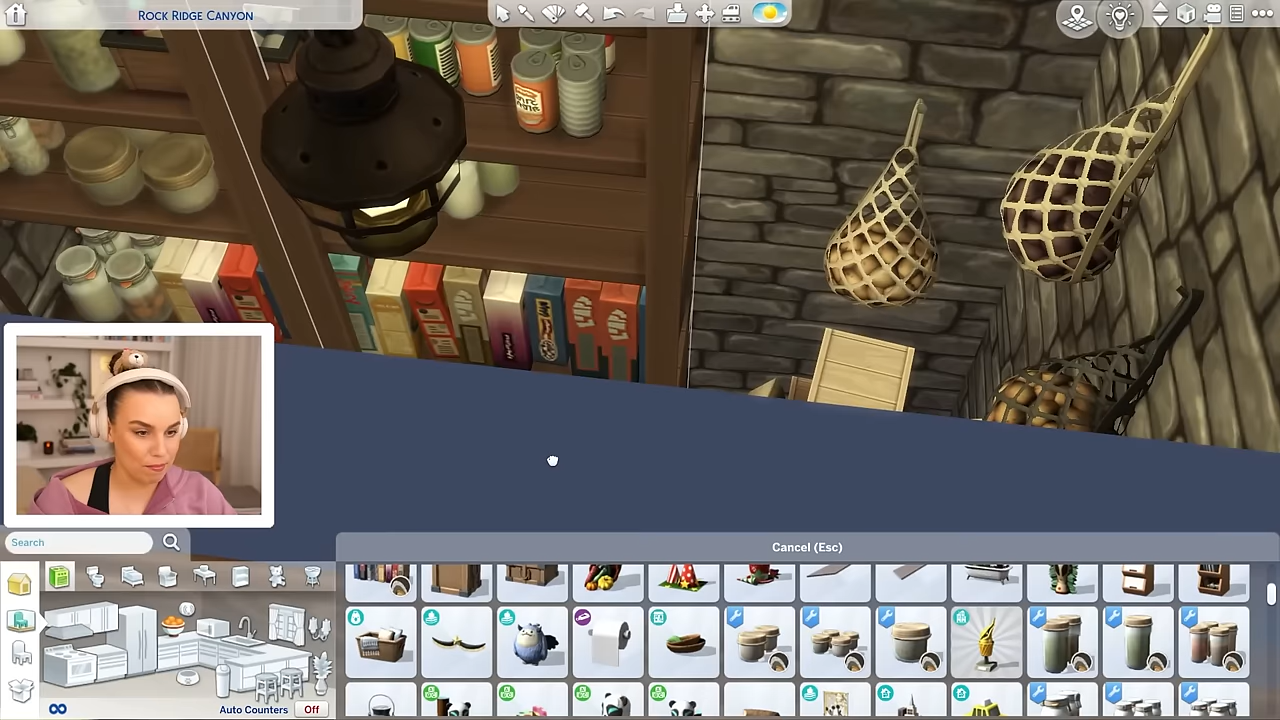 ROCK RIDGE CANYON
Search
Cancel (Esc)
Auto Counters
Off